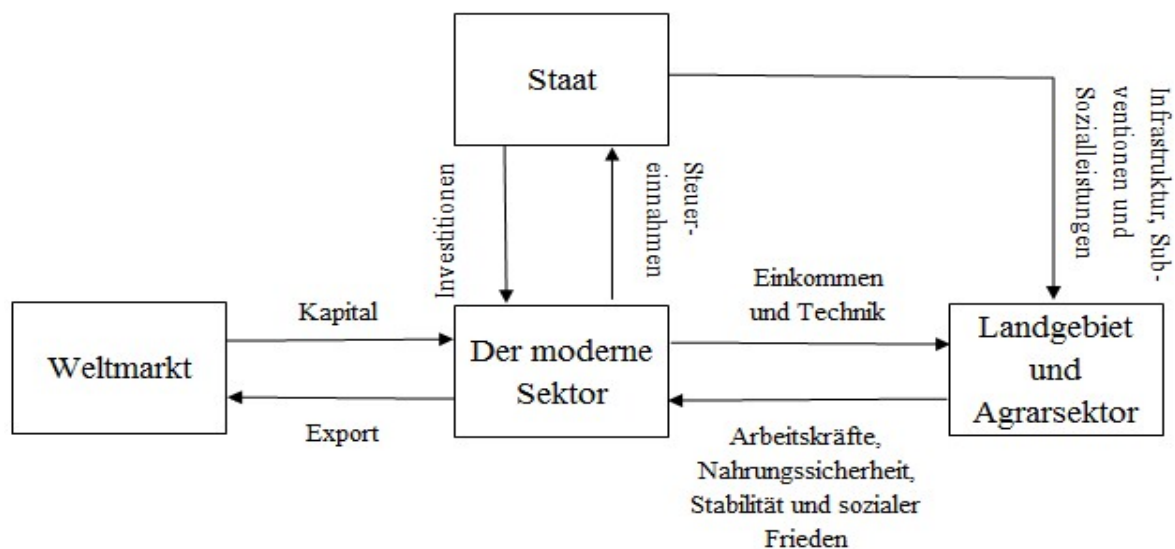 Staat
Investitionen
Steuer-
einnahmen
Infrastruktur, Sub-
ventionen und
Sozialleistungen
Weltmarkt
Kapital
Export
Der moderne
Sektor
Einkommen
und Technik
Arbeitskräfte,
Nahrungssicherheit,
Stabilität und sozialer
Frieden
Landgebiet
und
Agrarsektor